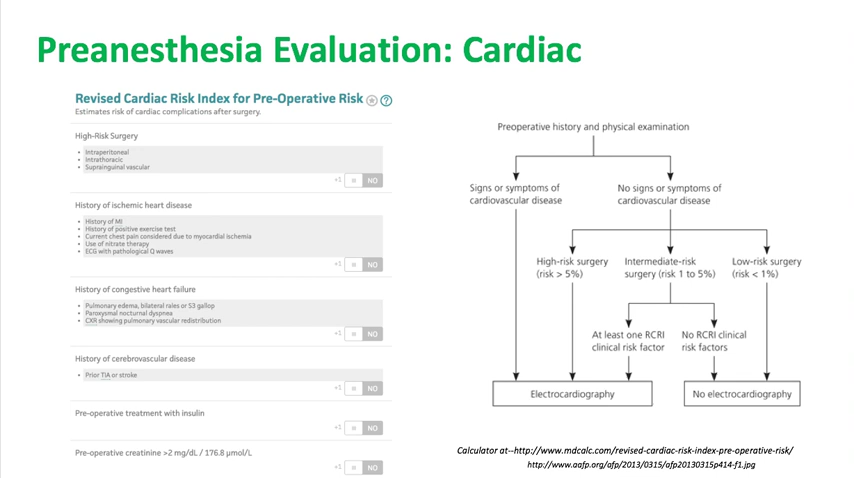 Preanesthesia Evaluation: Cardiac
Revised Cardiac Risk Index for Pre-Operative Risk
Estimates risk of cardiac complications after surgery.
High-Risk Surgery
• Intraperitoneal
• Intrathoracic
• Suprainguinal vascular
+1 NO
History of ischemic heart disease
• History of MI
• History of positive exercise test
• Current chest pain considered due to myocardial ischemia
• Use of nitrate therapy
• ECG with pathological Q waves
+1 NO
History of congestive heart failure
• Pulmonary edema, bilateral rales or S3 gallop
• Paroxysmal nocturnal dyspnea
• CXR showing pulmonary vascular redistribution
+1 NO
History of cerebrovascular disease
• Prior TIA or stroke
+1 NO
Pre-operative treatment with insulin
+1 NO
Pre-operative creatinine >2 mg/dL / 176.8 μmol/L
+1 NO
Preoperative history and physical examination
Signs or symptoms of
cardiovascular disease
No signs or symptoms of
cardiovascular disease
High-risk surgery
(risk > 5%)
Intermediate-risk
surgery (risk 1 to 5%)
Low-risk surgery
(risk < 1%)
At least one RCRI
clinical risk factor
No RCRI clinical
risk factors
Electrocardiography
No electrocardiography
Calculator at--http://www.mdcalc.com/revised-cardiac-risk-index-pre-operative-risk/
http://www.aafp.org/afp/2013/0315/afp20130315p414-f1.jpg